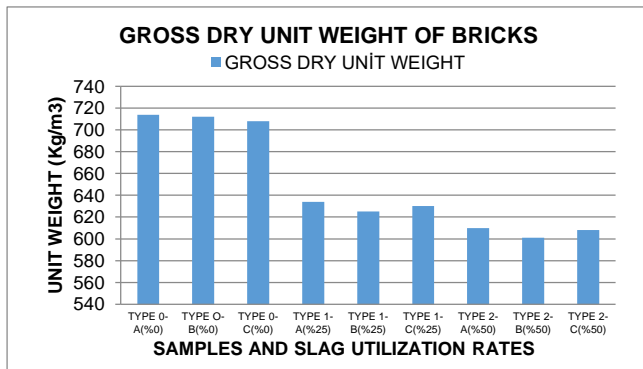 GROSS DRY UNIT WEIGHT OF BRICKS
GROSS DRY UNİT WEIGHT
UNIT WEIGHT (Kg/m3)
740
720
700
680
660
640
620
600
580
560
540
TYPE 0-
A(%0)
TYPE O-
B(%0)
TYPE 0-
C(%0)
TYPE 1-
A(%25)
TYPE 1-
B(%25)
TYPE 1-
C(%25)
TYPE 2-
A(%50)
TYPE 2-
B(%50)
TYPE 2-
C(%50)
SAMPLES AND SLAG UTILIZATION RATES